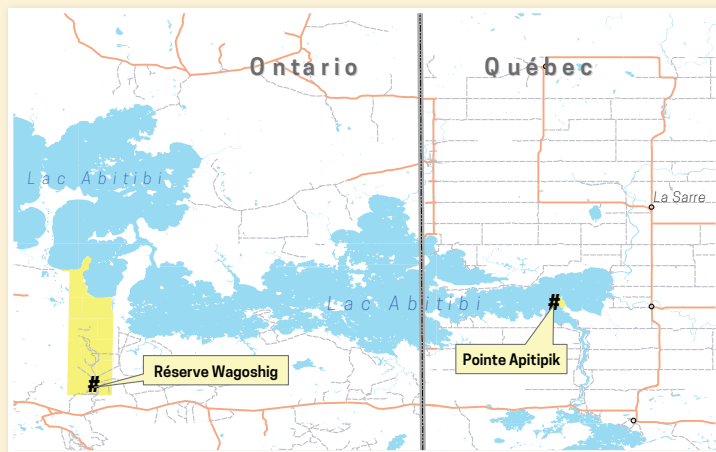 Ontario
Québec
Lac Abitibi
La Sarre
Lac Abitibi
#
Pointe Apitipik
Réserve Wagoshig
#